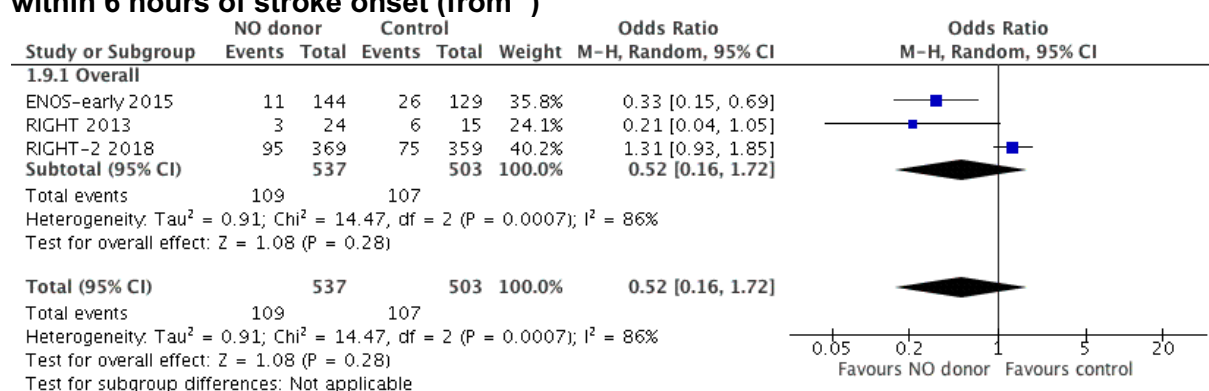 within 6 hours of stroke onset (from )
NO donor Control Odds Ratio Odds Ratio
Study or Subgroup Events Total Events Total Weight M-H, Random, 95% CI M-H, Random, 95% CI
1.9.1 Overall
ENOS-early 2015 11 144 26 129 35.8% 0.33 [0.15, 0.69]
RIGHT 2013 3 24 6 15 24.1% 0.21 [0.04, 1.05]
RIGHT-2 2018 95 369 75 359 40.2% 1.31 [0.93, 1.85]
Subtotal (95% CI) 537 503 100.0% 0.52 [0.16, 1.72]
Total events 109 107
Heterogeneity: Tau² = 0.91; Chi² = 14.47, df = 2 (P = 0.0007); I² = 86%
Test for overall effect: Z = 1.08 (P = 0.28)
Total (95% CI) 537 503 100.0% 0.52 [0.16, 1.72]
Total events 109 107
Heterogeneity: Tau² = 0.91; Chi² = 14.47, df = 2 (P = 0.0007); I² = 86%
Test for overall effect: Z = 1.08 (P = 0.28)
Test for subgroup differences: Not applicable
0.05 0.2 1 5 20
Favours NO donor Favours control